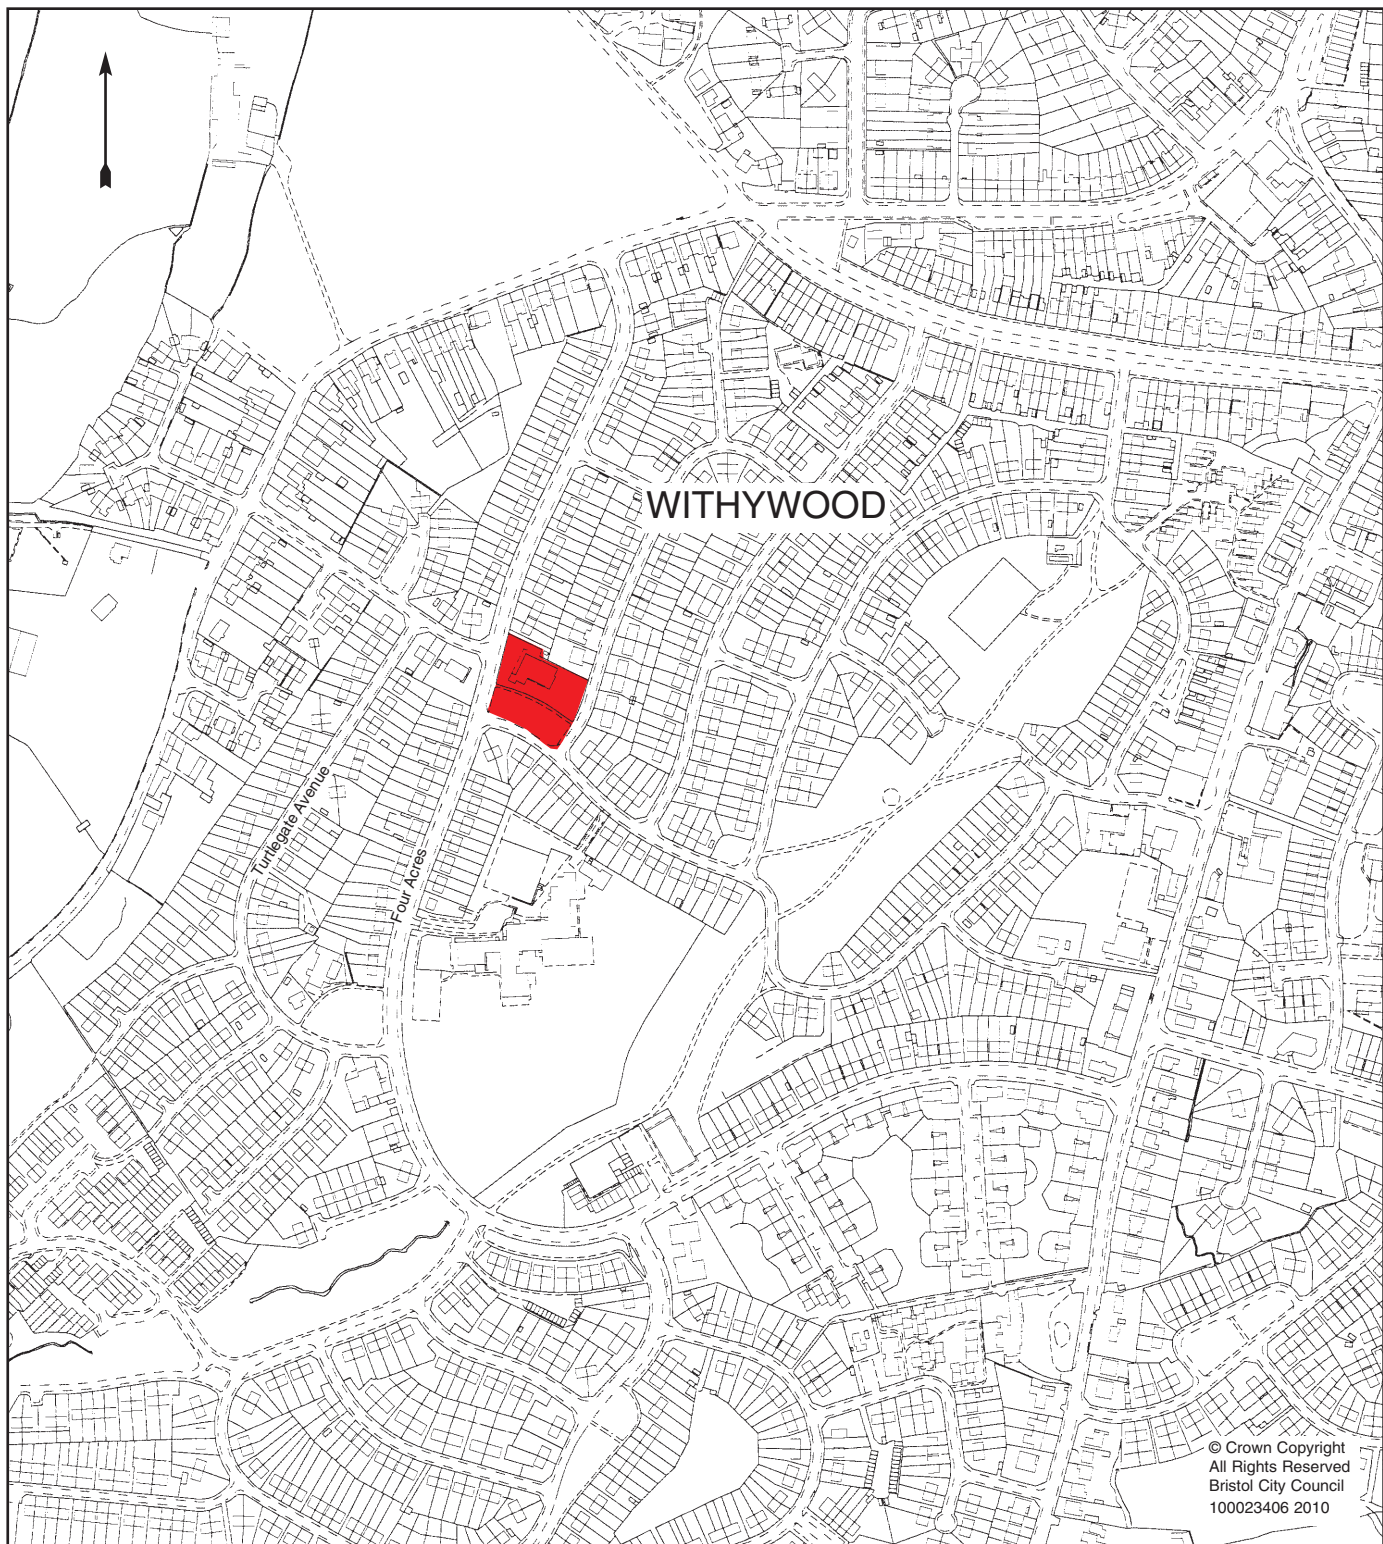 WITHYWOOD
Turtlegate Avenue
Four Acres
© Crown Copyright
All Rights Reserved
Bristol City Council
100023406 2010